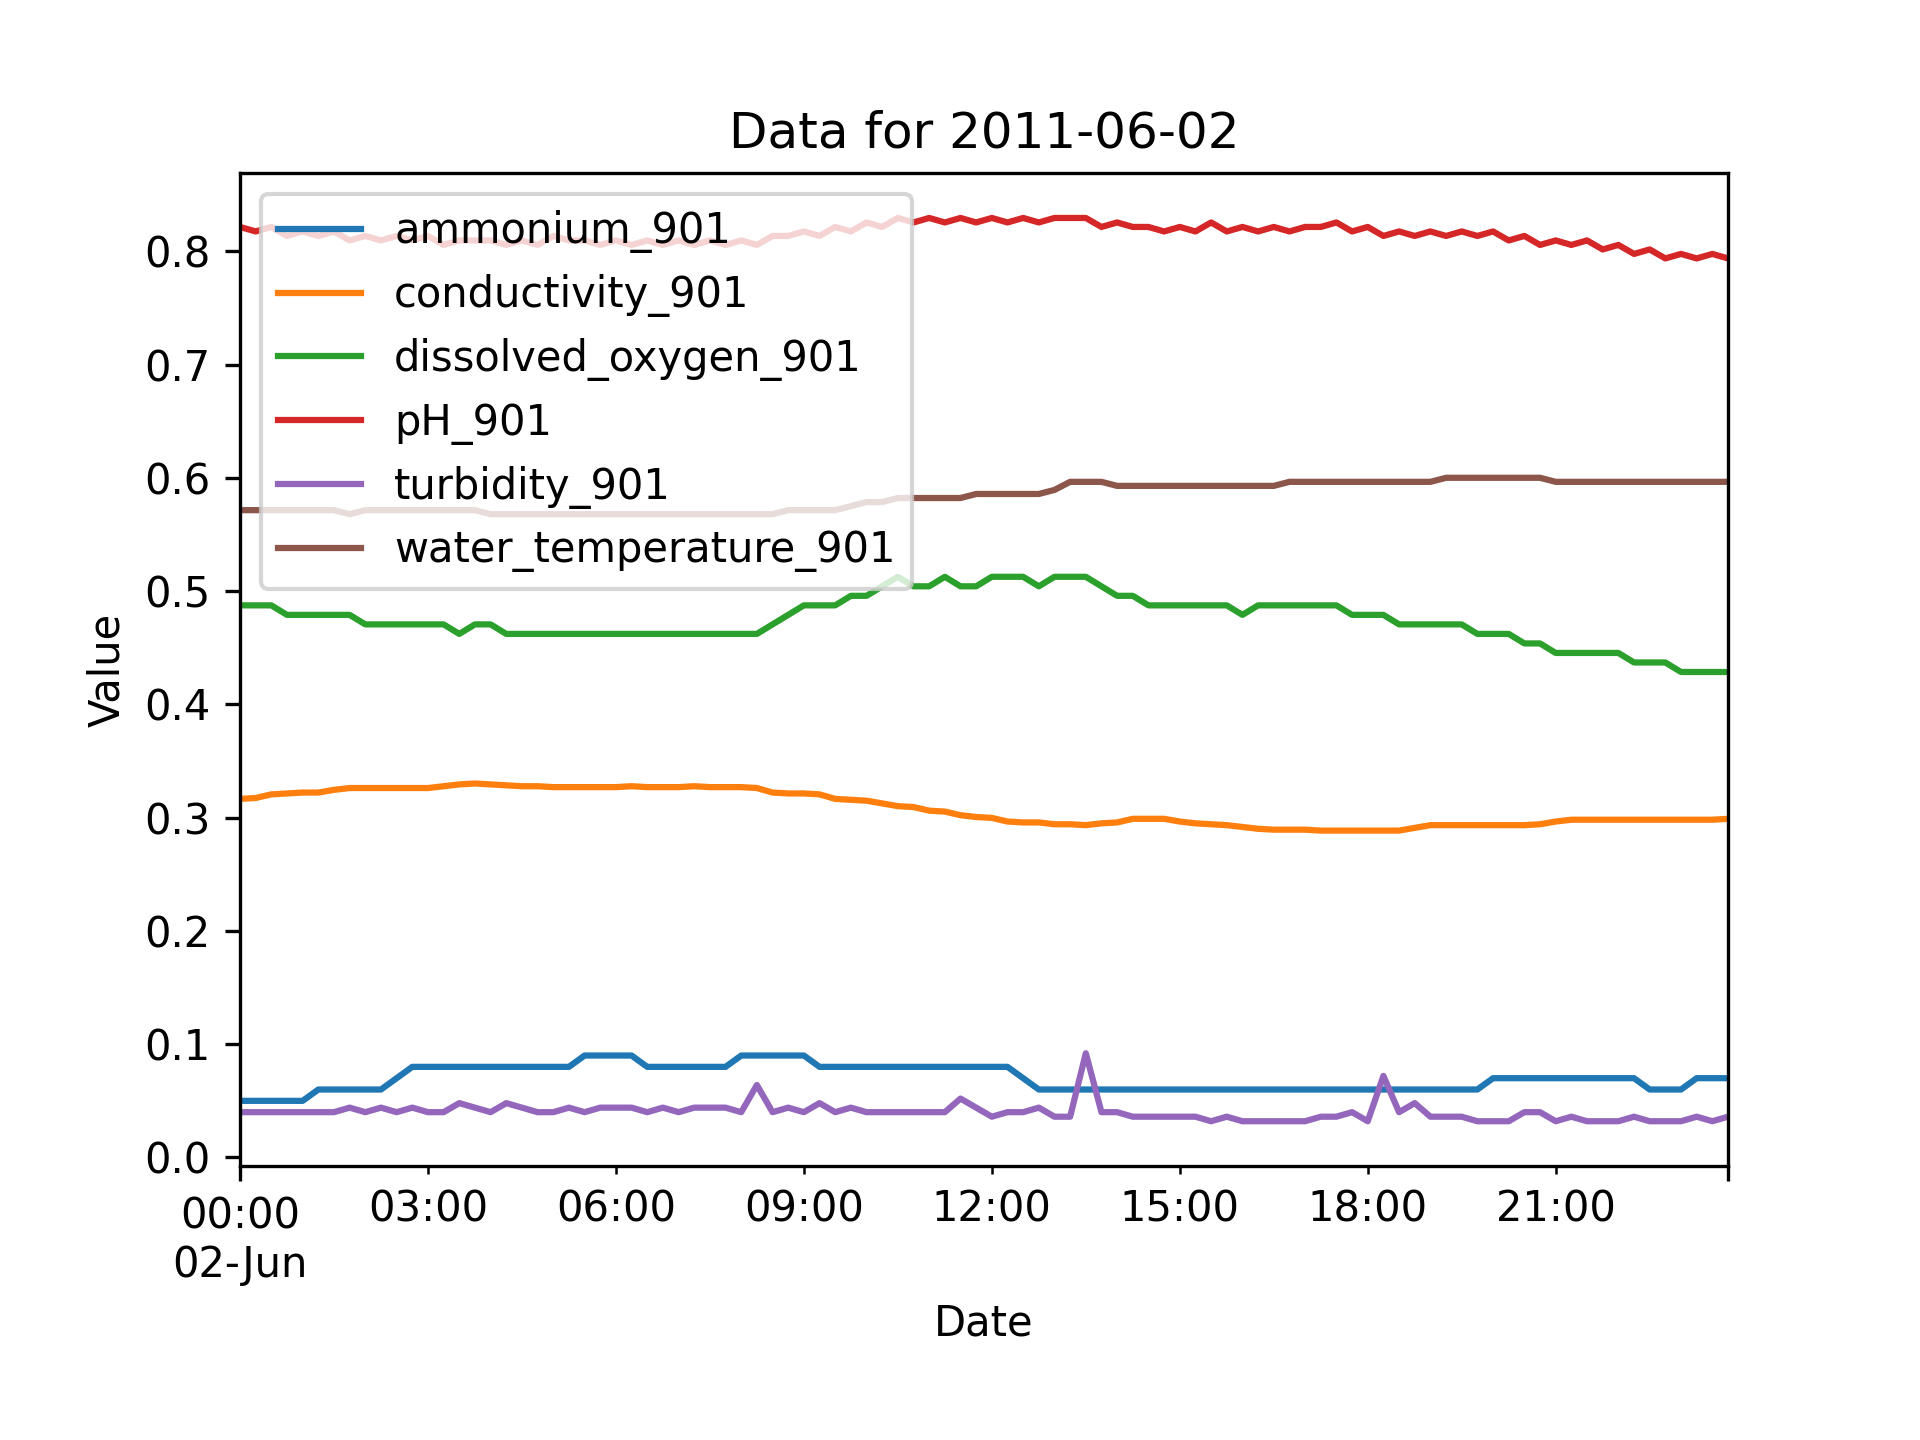 Data for 2011-06-02
ammonium_901
conductivity_901
dissolved_oxygen_901
pH_901
turbidity_901
water_temperature_901
0.8
0.7
0.6
0.5
0.4
0.3
0.2
0.1
0.0
Value
00:00 03:00 06:00 09:00 12:00 15:00 18:00 21:00
02-Jun
Date